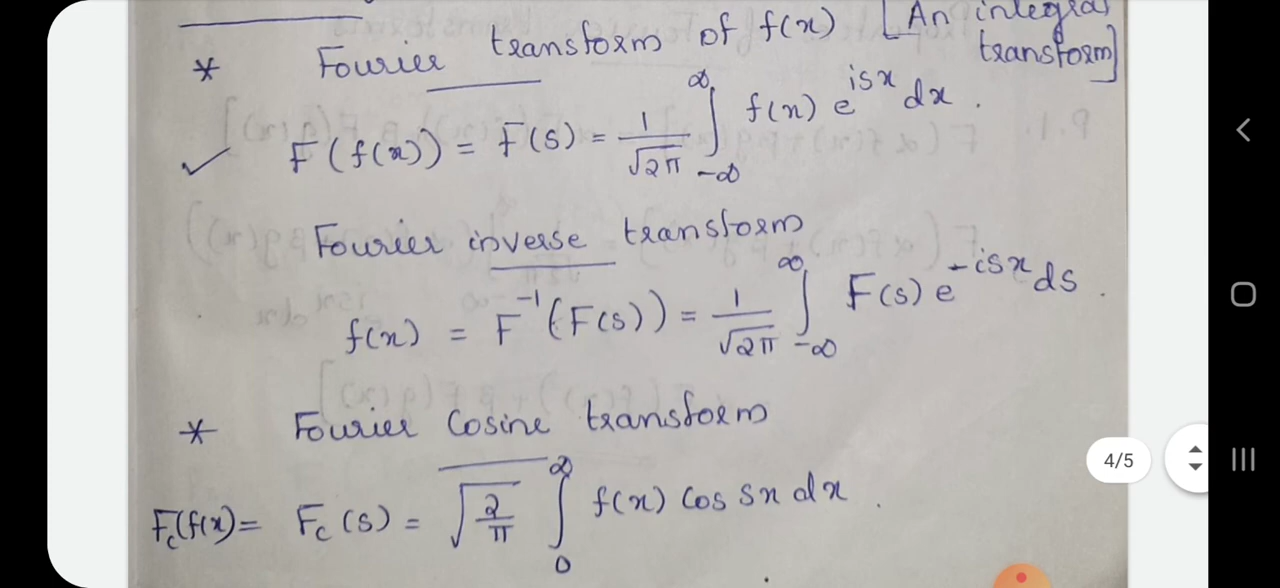 * Fourier transform of f(x) [An integral transform]
F(f(x)) = F(s) = 1/√2π ∫_{-∞}^{∞} f(x) e^{isx} dx .
Fourier inverse transform
f(x) = F^{-1}(F(s)) = 1/√2π ∫_{-∞}^{∞} F(s) e^{-isx} ds .
* Fourier Cosine transform
F_c(f(x)) = F_c(s) = √(2/π) ∫_{0}^{∞} f(x) cos sx dx .
4/5